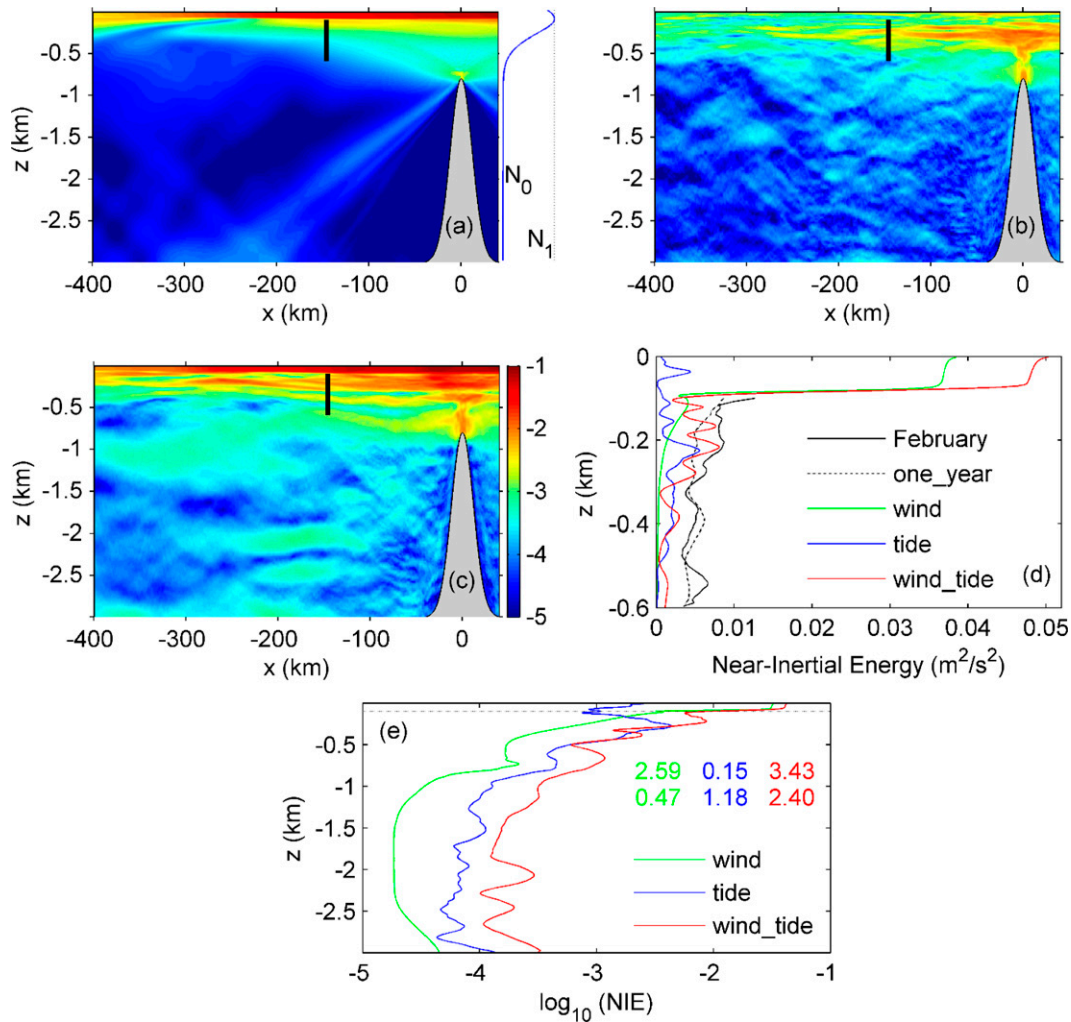 0
-0.5
-1
-1.5
-2
-2.5
z (km)
-400 -300 -200 -100 0
x (km)
(a)
N0
N1
0
-0.5
-1
-1.5
-2
-2.5
z (km)
-400 -300 -200 -100 0
x (km)
(b)
0
-0.5
-1
-1.5
-2
-2.5
z (km)
-400 -300 -200 -100 0
x (km)
(c)
-1
-2
-3
-4
-5
0
-0.2
-0.4
-0.6
z (km)
0 0.01 0.03 0.04 0.05
Near-Inertial Energy (m²/s²)
February
one_year
wind
tide
wind_tide
(d)
(e)
-0.5
-1
-1.5
-2
-2.5
z (km)
2.59 0.15 3.43
0.47 1.18 2.40
wind
tide
wind_tide
-5 -4 -3 -2 -1
log10 (NIE)